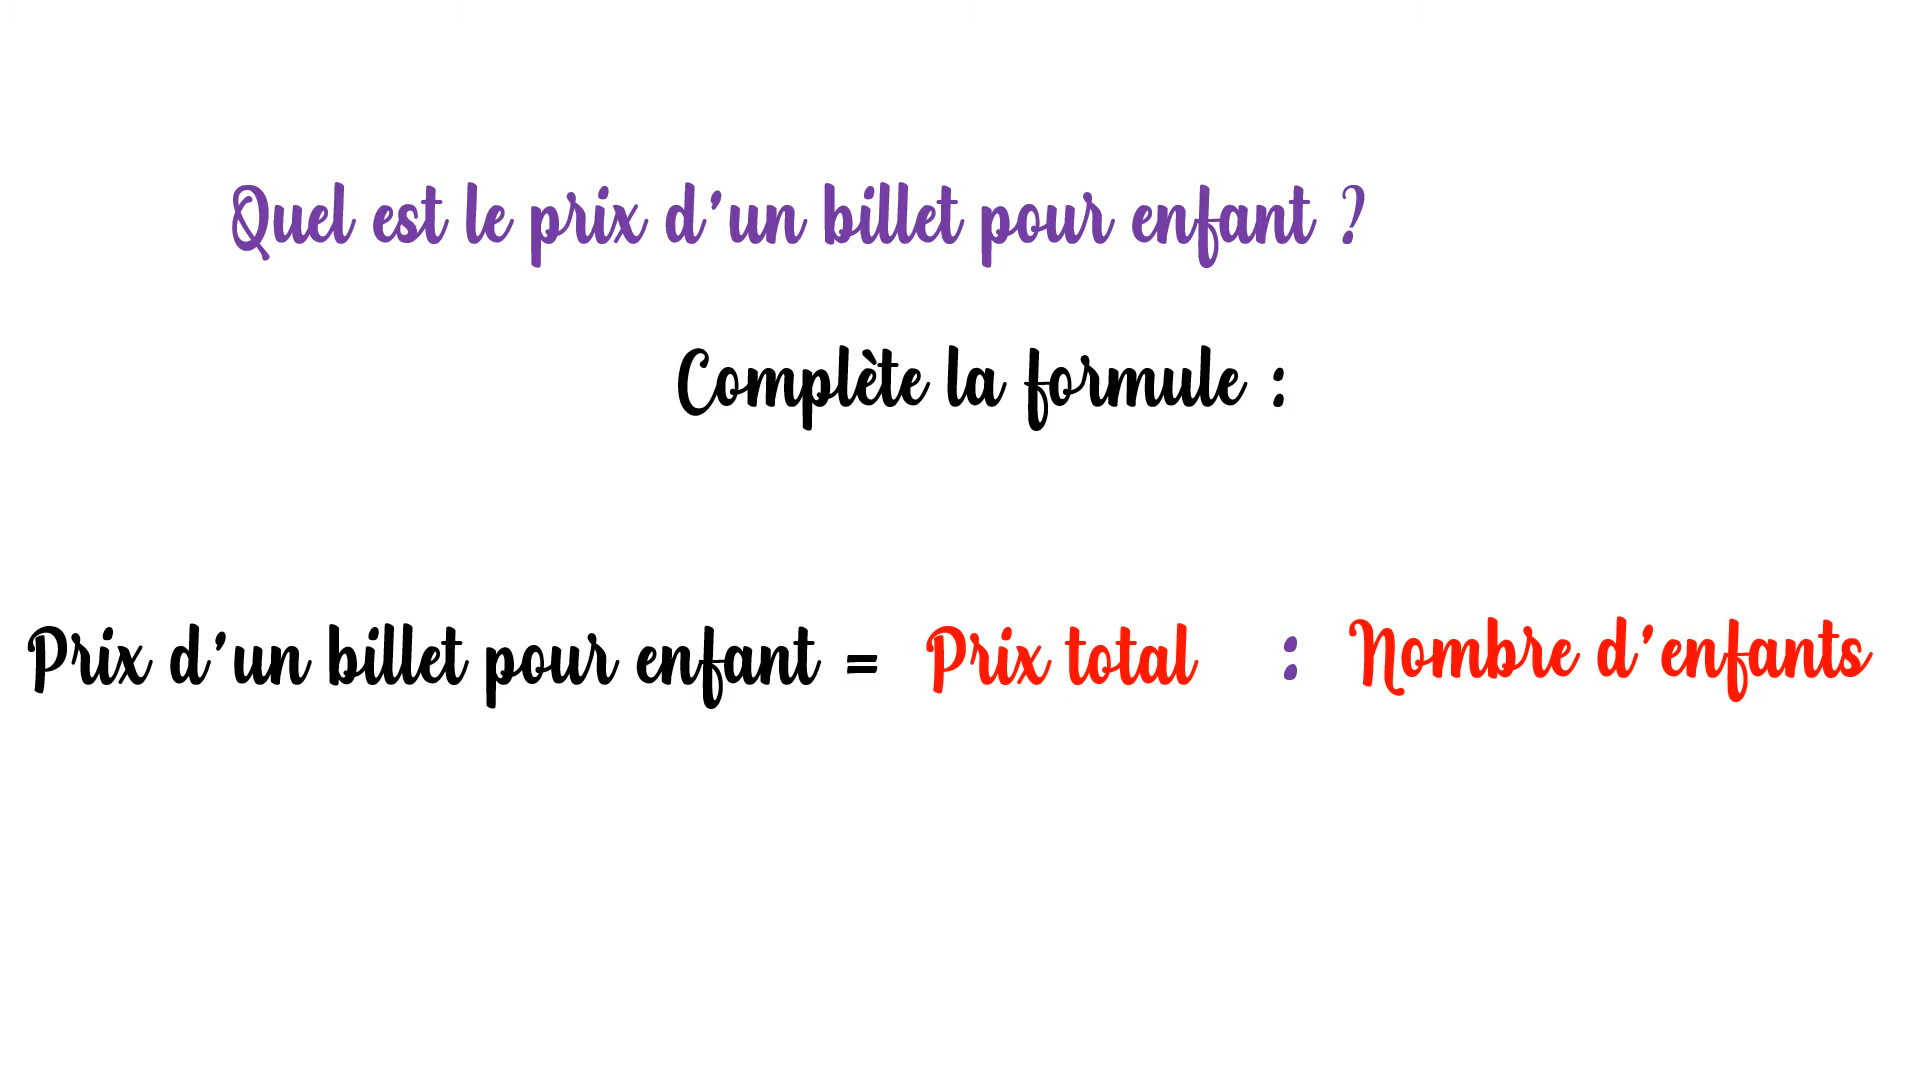 Quel est le prix d'un billet pour enfant ?
Complète la formule :
Prix d'un billet pour enfant = Prix total : Nombre d'enfants